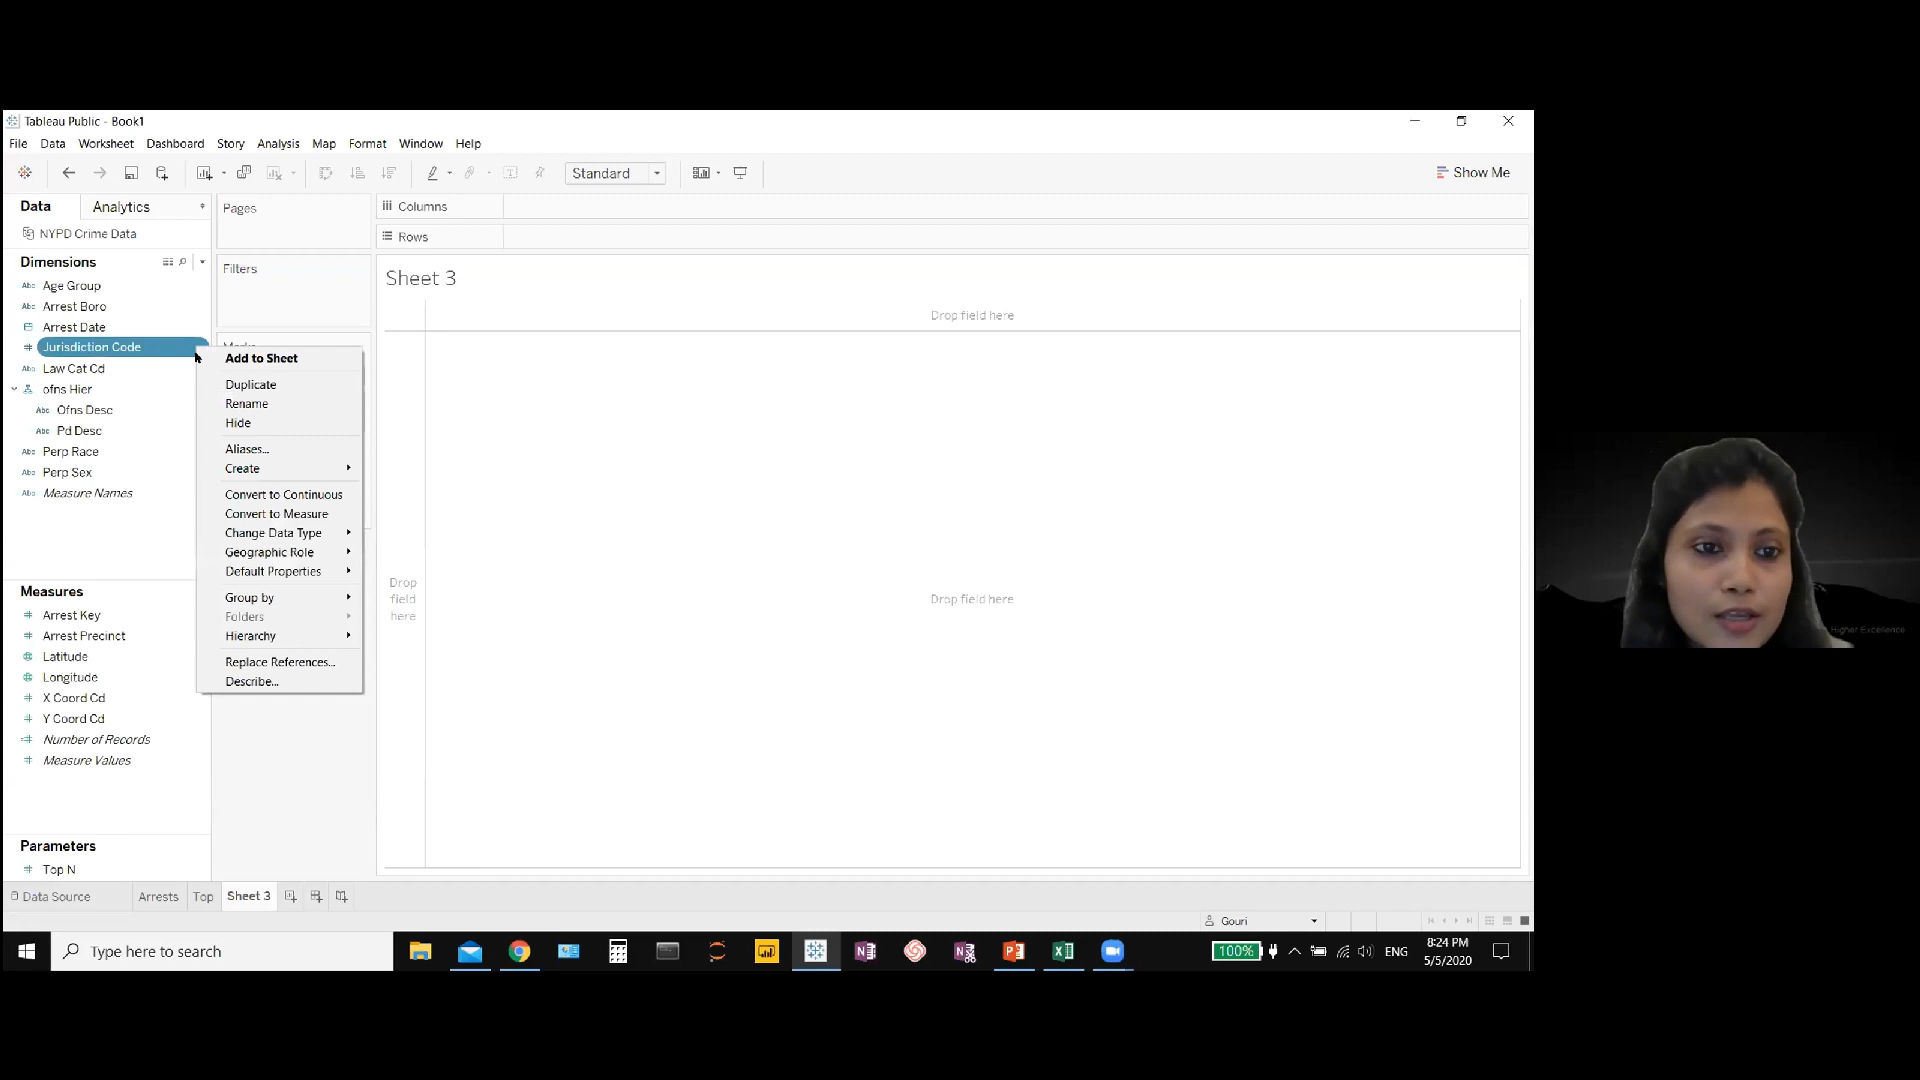 Tableau Public - Book1
File Data Worksheet Dashboard Story Analysis Map Format Window Help
Standard
Show Me
Data
Analytics
Pages
Columns
NYPD Crime Data
Rows
Dimensions
Filters
Sheet 3
Age Group
Arrest Boro
Drop field here
Arrest Date
Jurisdiction Code
Law Cat Cd
ofns Hier
Ofns Desc
Pd Desc
Perp Race
Perp Sex
Measure Names
Add to Sheet
Duplicate
Rename
Hide
Aliases...
Create
Convert to Continuous
Convert to Measure
Change Data Type
Geographic Role
Default Properties
Group by
Folders
Hierarchy
Replace References...
Describe...
Drop
field
here
Drop field here
Measures
Arrest Key
Arrest Precinct
Latitude
Longitude
X Coord Cd
Y Coord Cd
Number of Records
Measure Values
Parameters
Top N
Data Source
Arrests
Top
Sheet 3
Gouri
Type here to search
100%
ENG
8:24 PM
5/5/2020
Higher Excellence